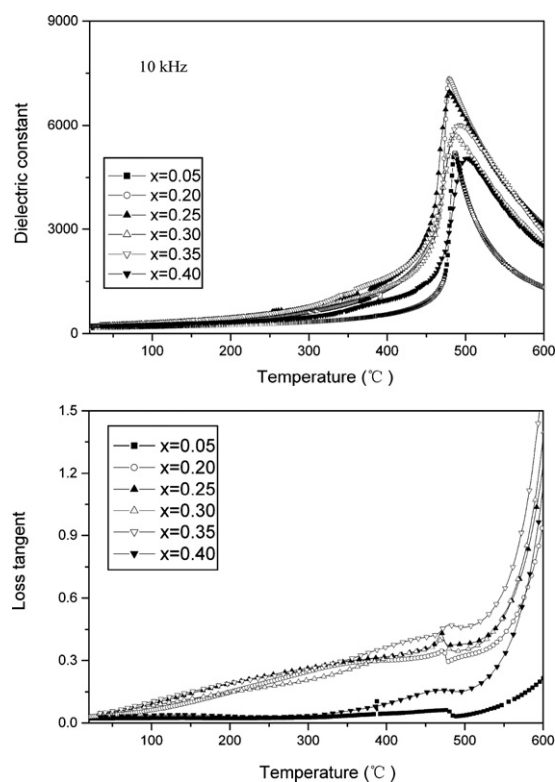 9000
10 kHz
6000
Dielectric constant
x=0.05
x=0.20
x=0.25
x=0.30
x=0.35
x=0.40
3000
0
100 200 300 400 500 600
Temperature (℃)
1.5
x=0.05
x=0.20
x=0.25
x=0.30
x=0.35
x=0.40
1.2
0.9
Loss tangent
0.6
0.3
0.0
100 200 300 400 500 600
Temperature (℃)